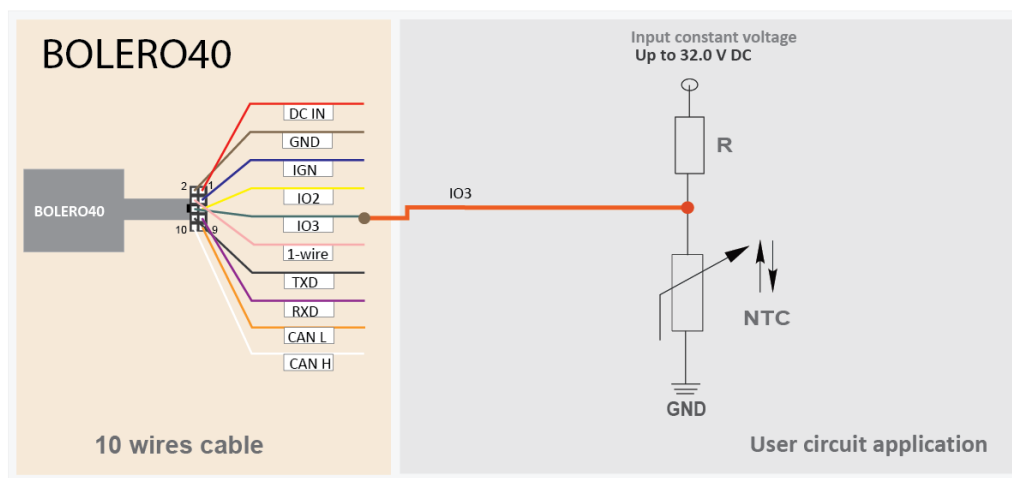 BOLERO40
Input constant voltage
Up to 32.0 V DC
DC IN
GND
IGN
IO2
IO3
1-wire
TXD
RXD
CAN L
CAN H
2
1
10
9
BOLERO40
IO3
R
NTC
GND
10 wires cable
User circuit application